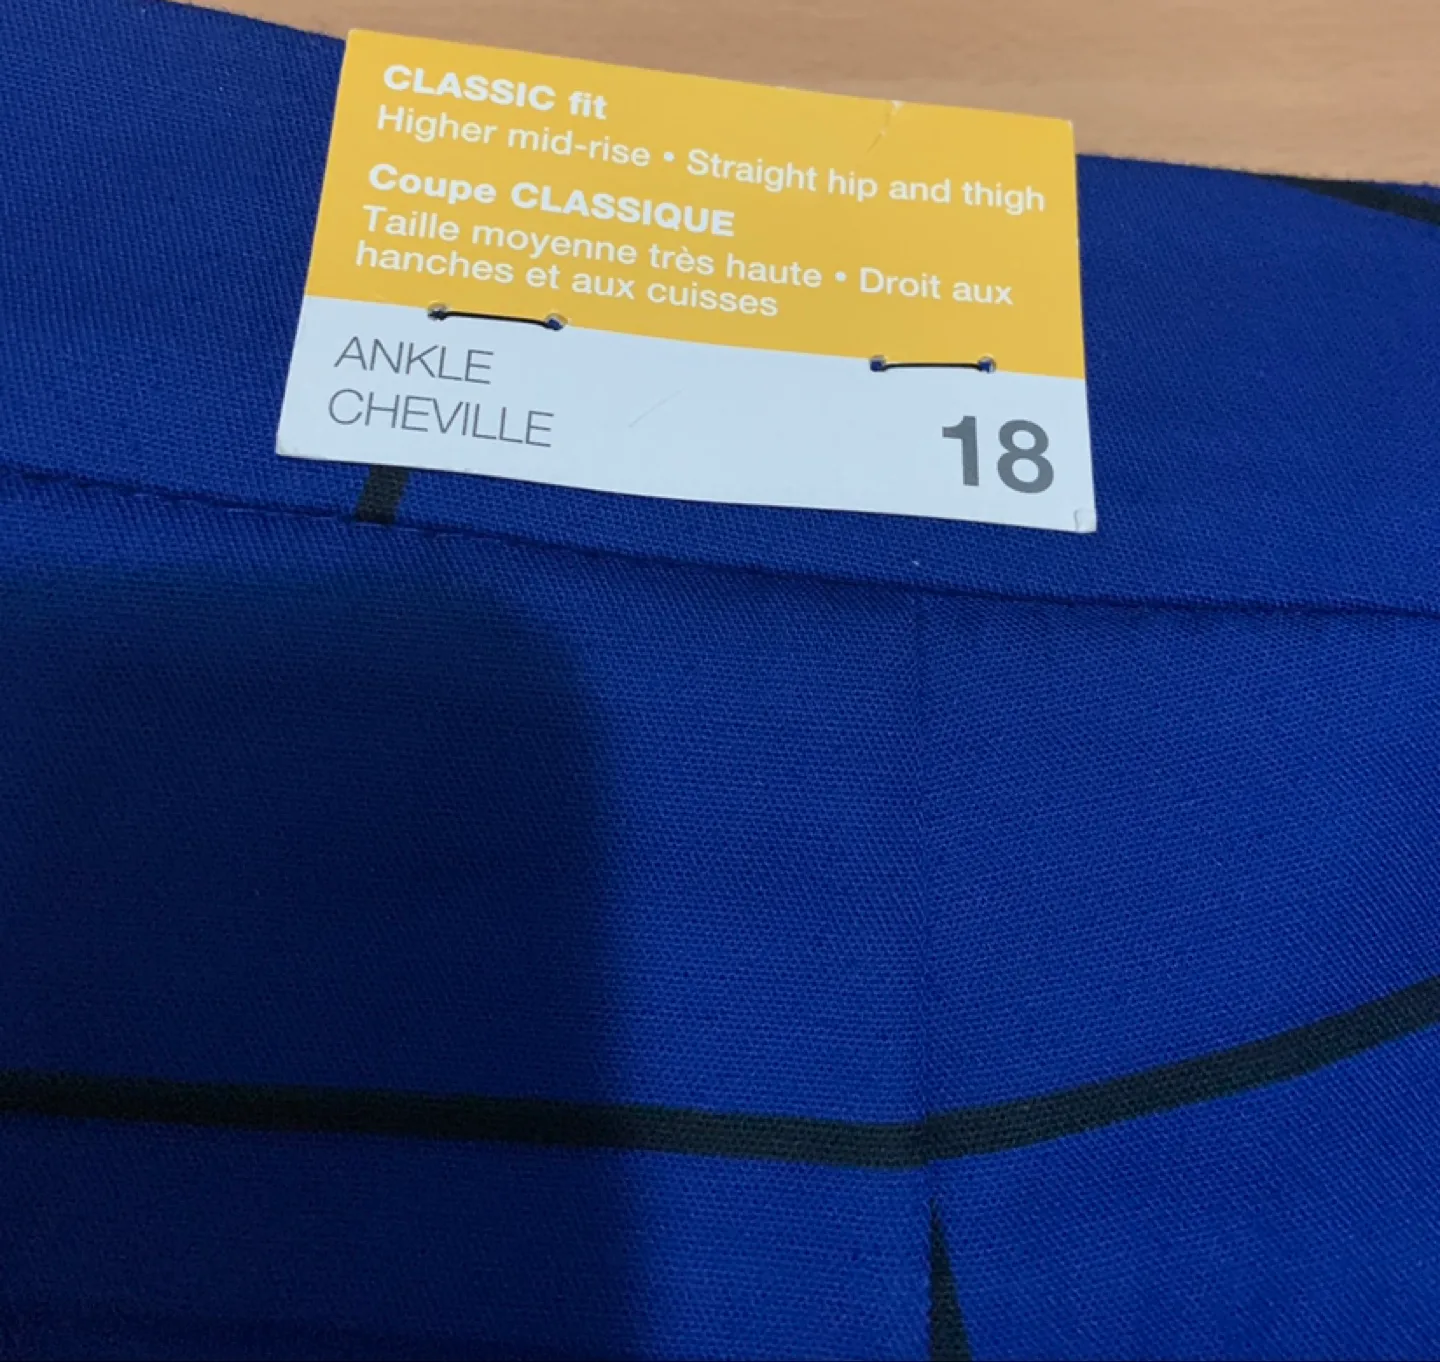 CLASSIC fit
Higher mid-rise • Straight hip and thigh
Coupe CLASSIQUE
Taille moyenne très haute • Droit aux
hanches et aux cuisses
ANKLE
CHEVILLE
18